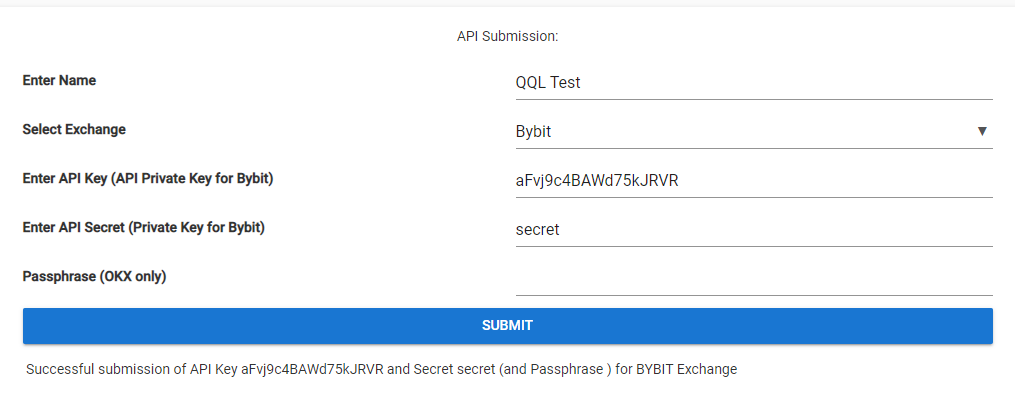 API Submission:
Enter Name
QQL Test
Select Exchange
Bybit
Enter API Key (API Private Key for Bybit)
aFvj9c4BAWd75kJRVR
Enter API Secret (Private Key for Bybit)
secret
Passphrase (OKX only)
SUBMIT
Successful submission of API Key aFvj9c4BAWd75kJRVR and Secret secret (and Passphrase ) for BYBIT Exchange